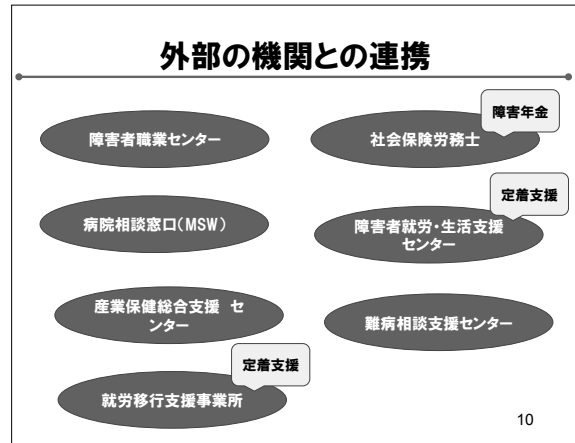 外部の機関との連携
障害者職業センター
社会保険労務士
障害年金
病院相談窓口(MSW)
障害者就労・生活支援
センター
定着支援
産業保健総合支援 セ
ンター
難病相談支援センター
就労移行支援事業所
定着支援
10